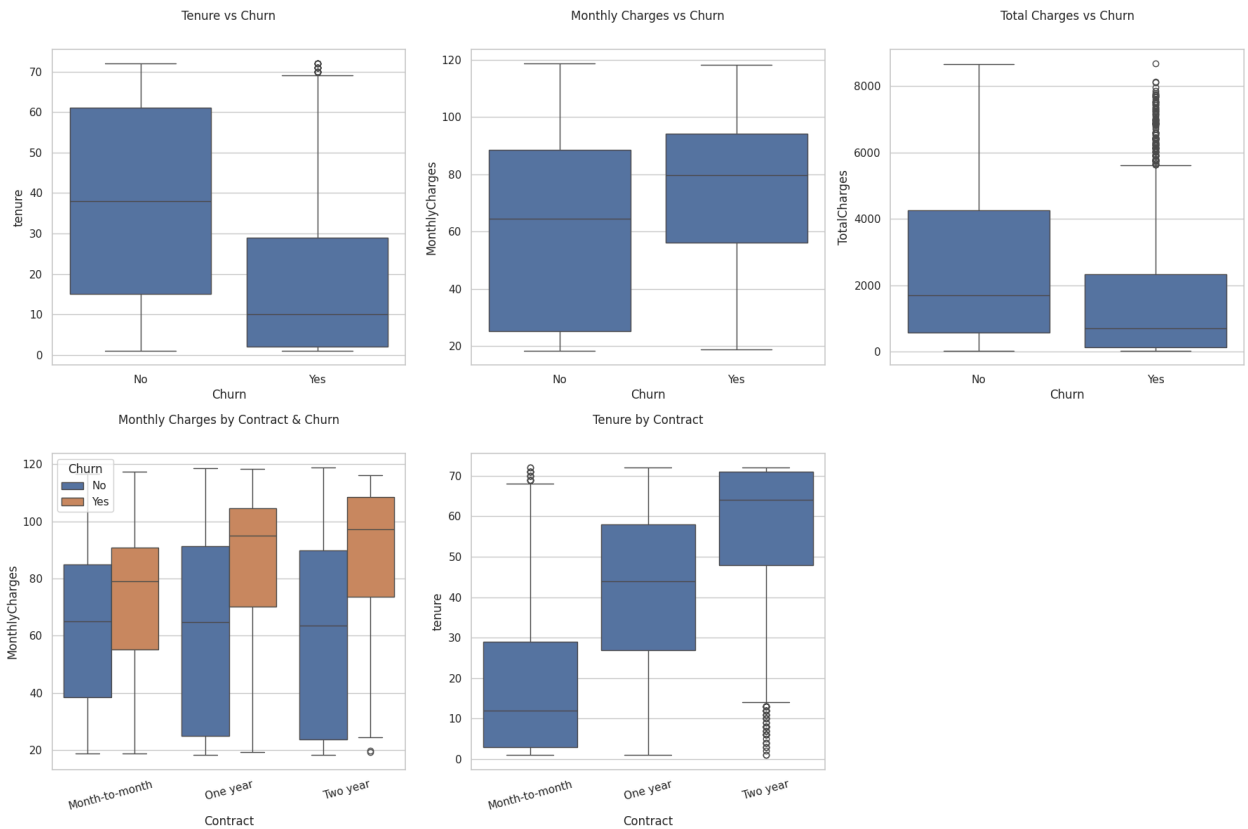 Tenure vs Churn
tenure
70
60
50
40
30
20
10
0
No Yes
Churn
Monthly Charges vs Churn
MonthlyCharges
120
100
80
60
40
20
No Yes
Churn
Total Charges vs Churn
TotalCharges
8000
6000
4000
2000
0
No Yes
Churn
Monthly Charges by Contract & Churn
MonthlyCharges
120
100
80
60
40
20
Churn
No
Yes
Month-to-month One year Two year
Contract
Tenure by Contract
tenure
70
60
50
40
30
20
10
0
Month-to-month One year Two year
Contract